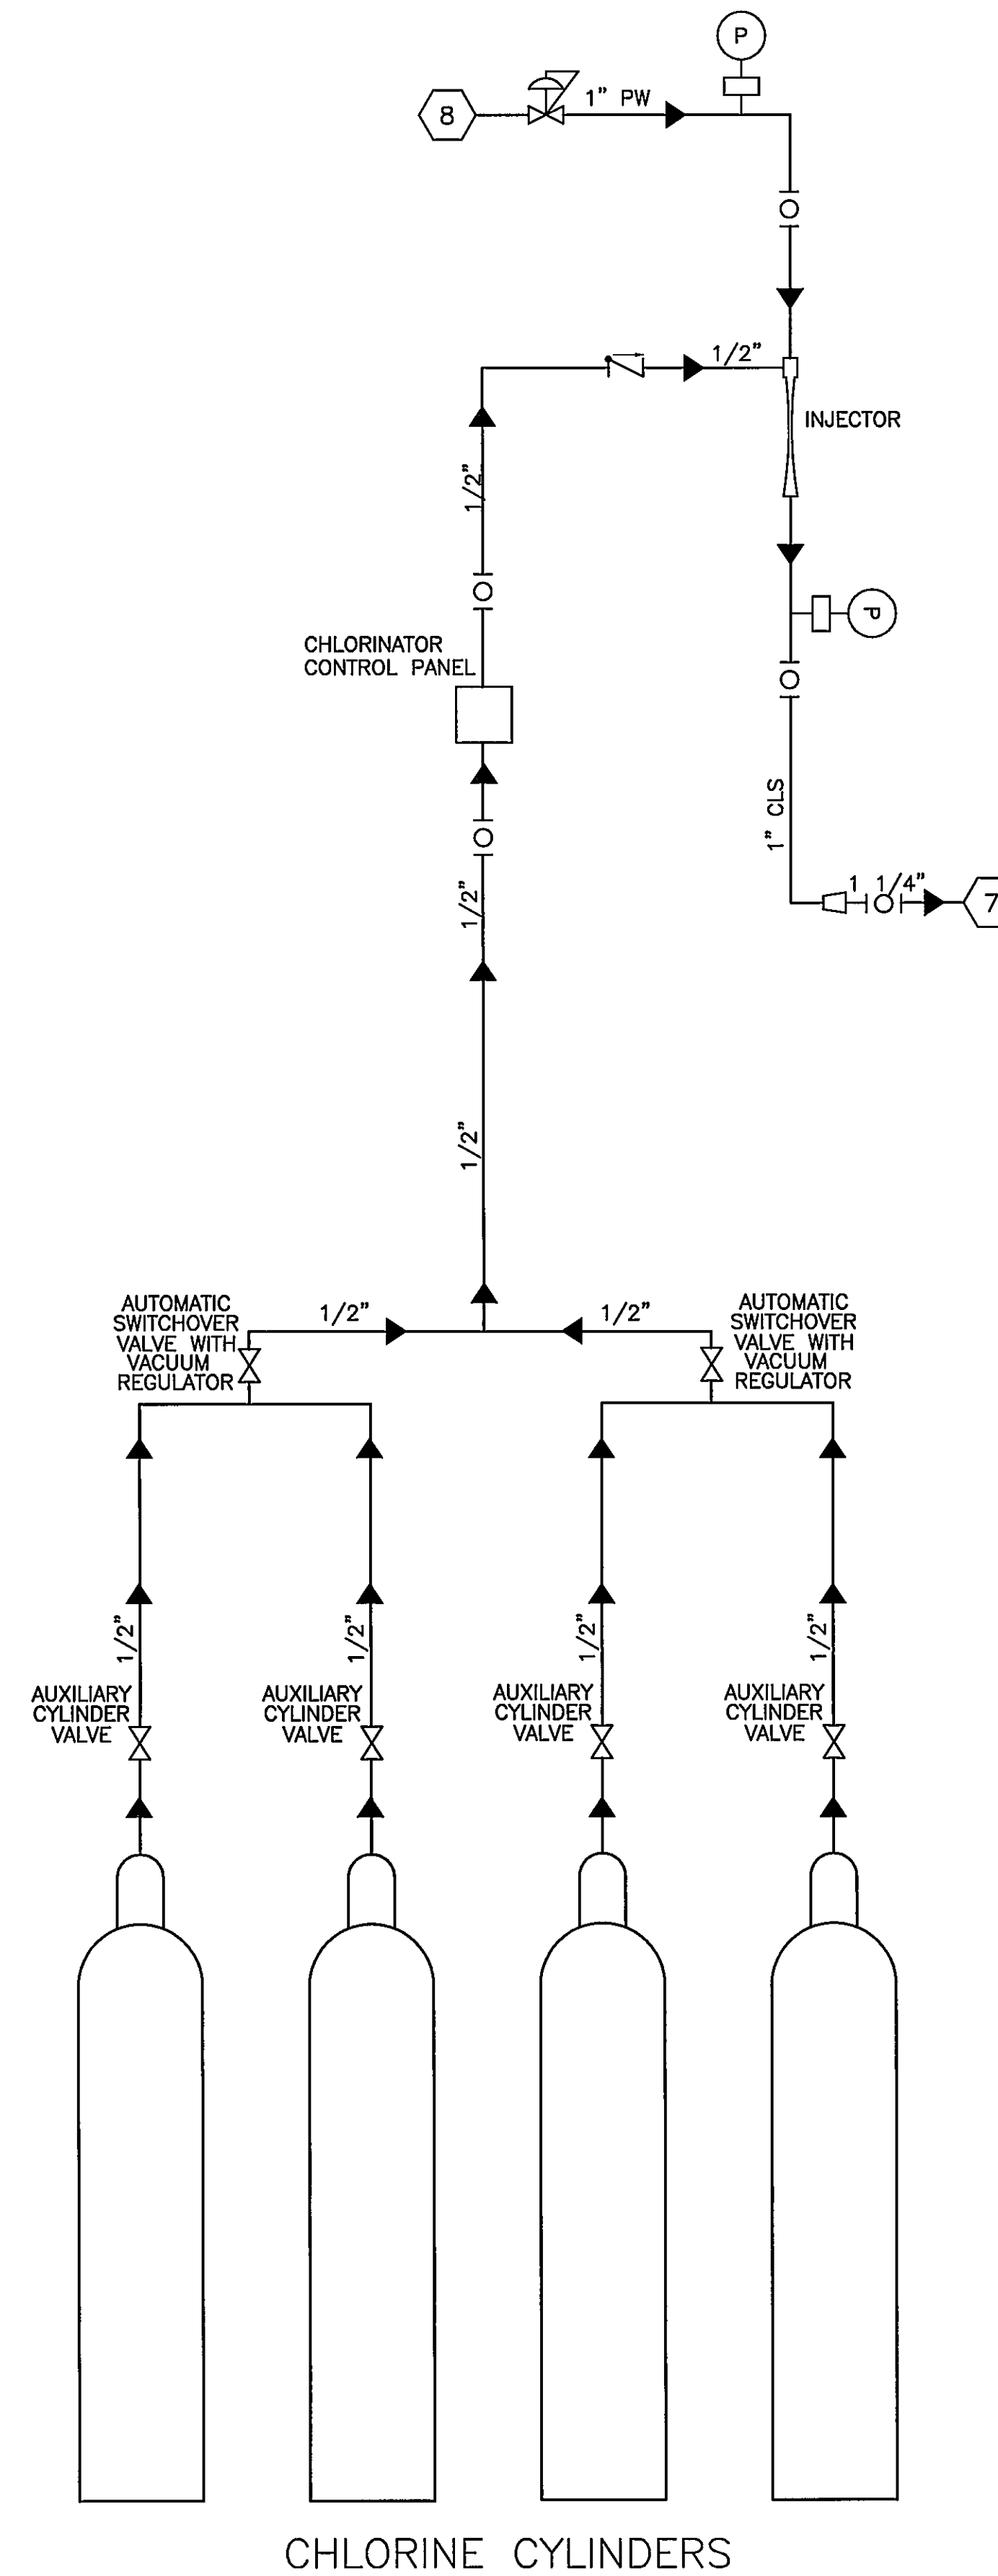 P
8
1" PW
1/2"
INJECTOR
1/2"
P
CHLORINATOR
CONTROL PANEL
1" CLS
1/2"
1 1/4"
7
1/2"
AUTOMATIC
SWITCHOVER
VALVE WITH
VACUUM
REGULATOR
1/2"
1/2"
AUTOMATIC
SWITCHOVER
VALVE WITH
VACUUM
REGULATOR
1/2"
1/2"
1/2"
1/2"
AUXILIARY
CYLINDER
VALVE
AUXILIARY
CYLINDER
VALVE
AUXILIARY
CYLINDER
VALVE
AUXILIARY
CYLINDER
VALVE
CHLORINE CYLINDERS